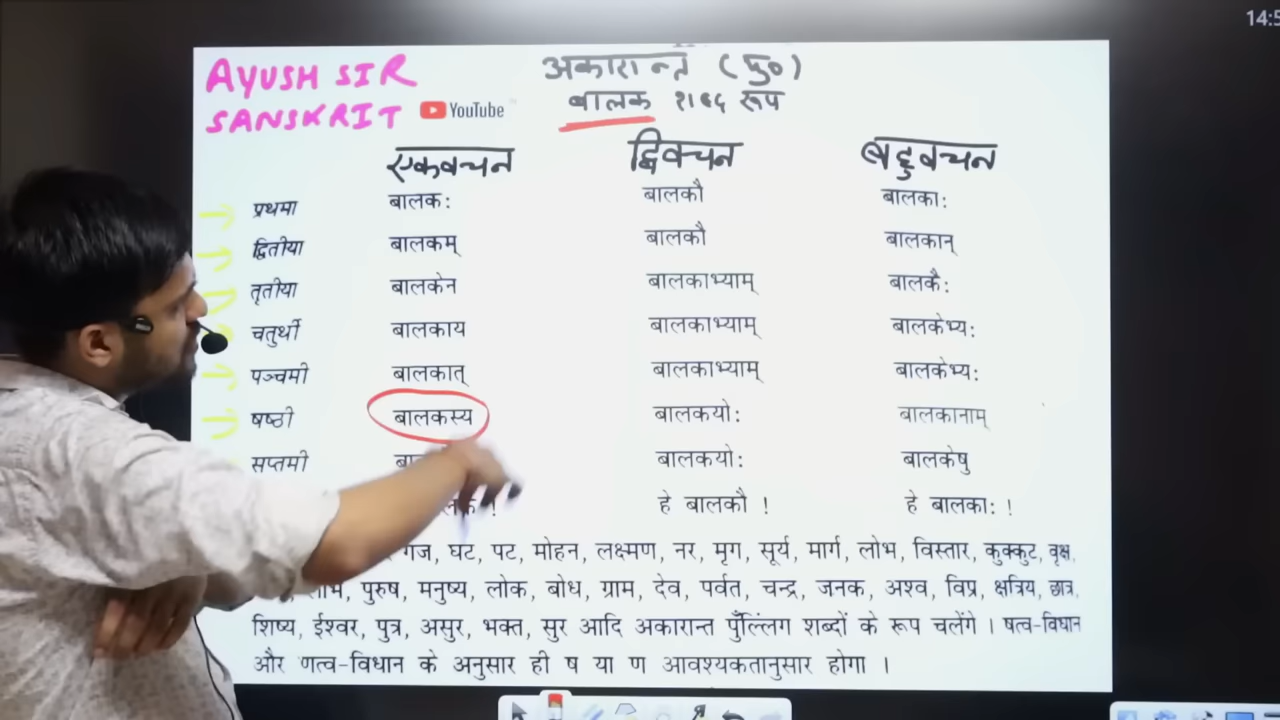 14:5
AYUSH SIR
SANSKRIT
YouTube
अकारान्त (पु०)
बालक शब्द रूप
एकवचन द्विवचन बहुवचन
प्रथमा बालक: बालकौ बालका:
द्वितीया बालकम् बालकौ बालकान्
तृतीया बालकेन बालकाभ्याम् बालकै:
चतुर्थी बालकाय बालकाभ्याम् बालकेभ्य:
पञ्चमी बालकात् बालकाभ्याम् बालकेभ्य:
षष्ठी बालकस्य बालकयो: बालकानाम्
सप्तमी बालकयो: बालकेषु
! हे बालकौ ! हे बालका: !
गज, घट, पट, मोहन, लक्ष्मण, नर, मृग, सूर्य, मार्ग, लोभ, विस्तार, कुक्कुट, वृक्ष,
पुरुष, मनुष्य, लोक, बोध, ग्राम, देव, पर्वत, चन्द्र, जनक, अश्व, विप्र, क्षत्रिय, छात्र,
शिष्य, ईश्वर, पुत्र, असुर, भक्त, सुर आदि अकारान्त पुँल्लिंग शब्दों के रूप चलेंगे । षत्व-विधान
और णत्व-विधान के अनुसार ही ष या ण आवश्यकतानुसार होगा ।